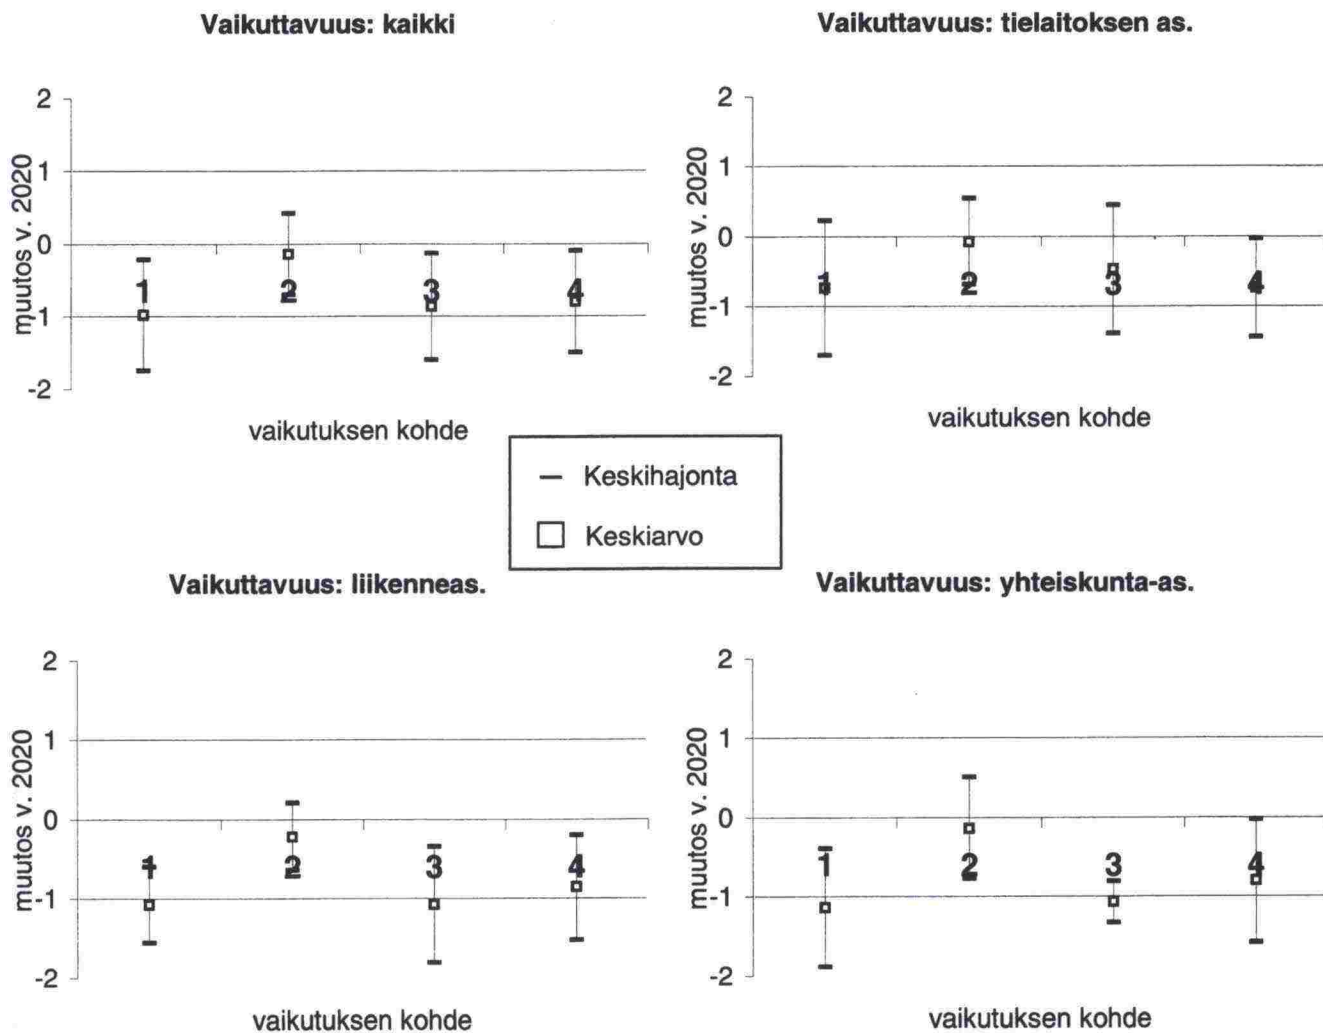 Vaikuttavuus: kaikki
2
1
0
-1
-2
muutos v. 2020
1
2
3
4
vaikutuksen kohde
Vaikuttavuus: tielaitoksen as.
2
1
0
-1
-2
muutos v. 2020
1
2
3
4
vaikutuksen kohde
Keskihajonta
Keskiarvo
Vaikuttavuus: liikenneas.
2
1
0
-1
-2
muutos v. 2020
1
2
3
4
vaikutuksen kohde
Vaikuttavuus: yhteiskunta-as.
2
1
0
-1
-2
muutos v. 2020
1
2
3
4
vaikutuksen kohde